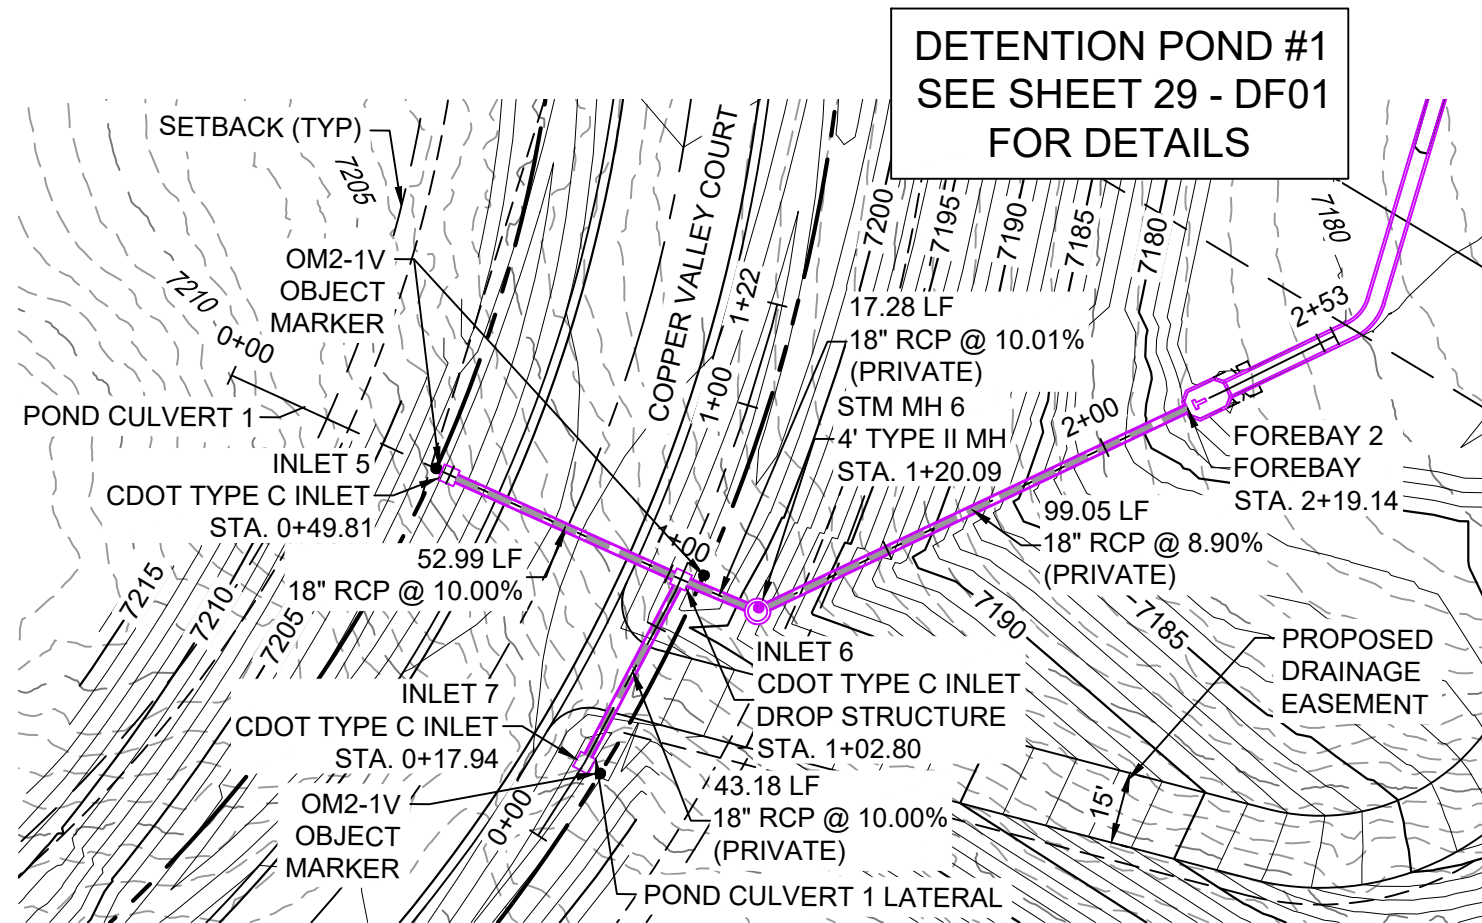 DETENTION POND #1
SEE SHEET 29 - DF01
FOR DETAILS
SETBACK (TYP)
7205
OM2-1V
OBJECT
MARKER
7210
0+00
POND CULVERT 1
INLET 5
CDOT TYPE C INLET
STA. 0+49.81
52.99 LF
18" RCP @ 10.00%
COPPER VALLEY COURT
1+22
1+00
7200
7195
7190
7185
7180
7180
17.28 LF
18" RCP @ 10.01%
(PRIVATE)
STM MH 6
4' TYPE II MH
STA. 1+20.09
2+53
2+00
FOREBAY 2
FOREBAY
STA. 2+19.14
99.05 LF
18" RCP @ 8.90%
(PRIVATE)
1+00
7215
7210
7205
INLET 7
CDOT TYPE C INLET
STA. 0+17.94
OM2-1V
OBJECT
MARKER
0+00
INLET 6
CDOT TYPE C INLET
DROP STRUCTURE
STA. 1+02.80
43.18 LF
18" RCP @ 10.00%
(PRIVATE)
POND CULVERT 1 LATERAL
7190
7185
PROPOSED
DRAINAGE
EASEMENT
15'